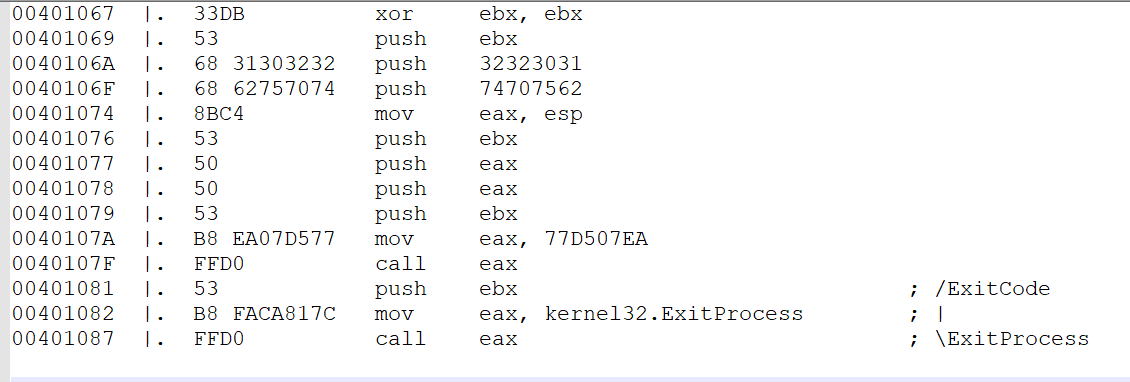 00401067 |. 33DB xor ebx, ebx
00401069 |. 53 push ebx
0040106A |. 68 31303232 push 32323031
0040106F |. 68 62757074 push 74707562
00401074 |. 8BC4 mov eax, esp
00401076 |. 53 push ebx
00401077 |. 50 push eax
00401078 |. 50 push eax
00401079 |. 53 push ebx
0040107A |. B8 EA07D577 mov eax, 77D507EA
0040107F |. FFD0 call eax
00401081 |. 53 push ebx ; /ExitCode
00401082 |. B8 FACA817C mov eax, kernel32.ExitProcess ; |
00401087 |. FFD0 call eax ; \ExitProcess